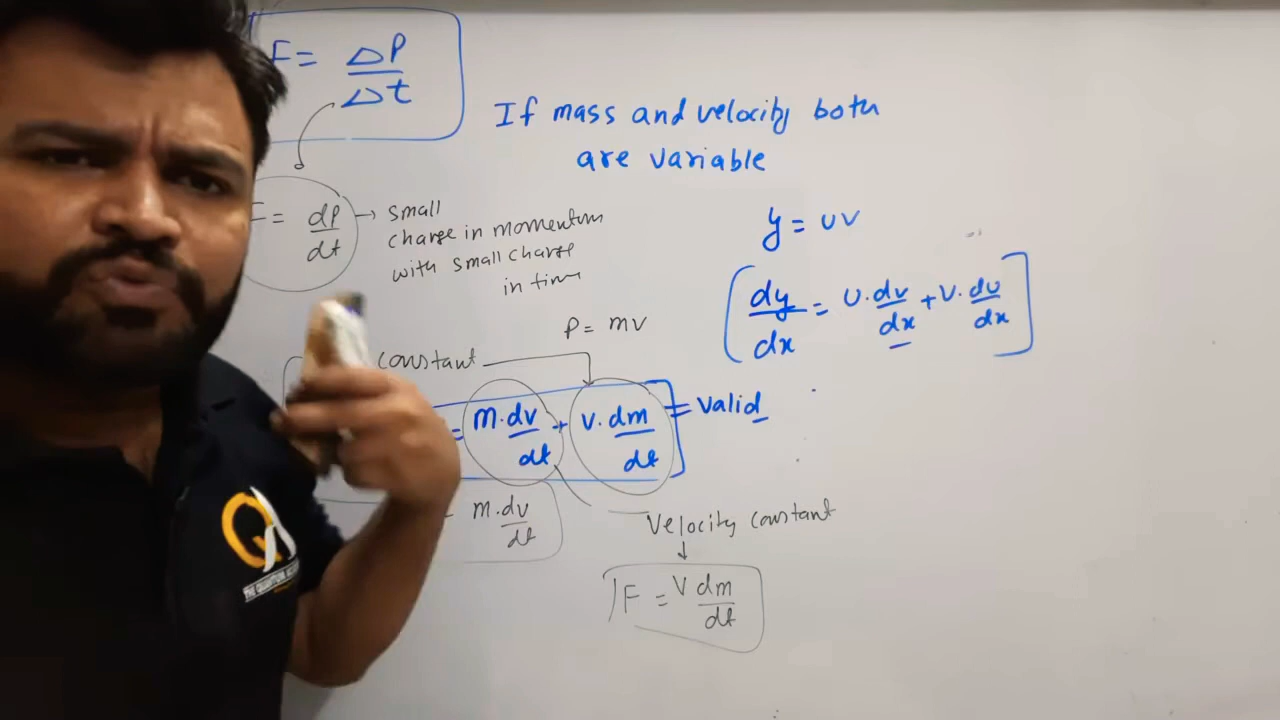 F = ΔP
Δt
If mass and velocity both
are variable
F = dP
dt
→ small
change in momentum
with small change
in time
y = uv
dy/dx = u.dv/dx + v.du/dx
P = mv
constant
= m.dv/dt + v.dm/dt = valid
m.dv/dt
velocity constant
↓
F = v dm/dt
QA